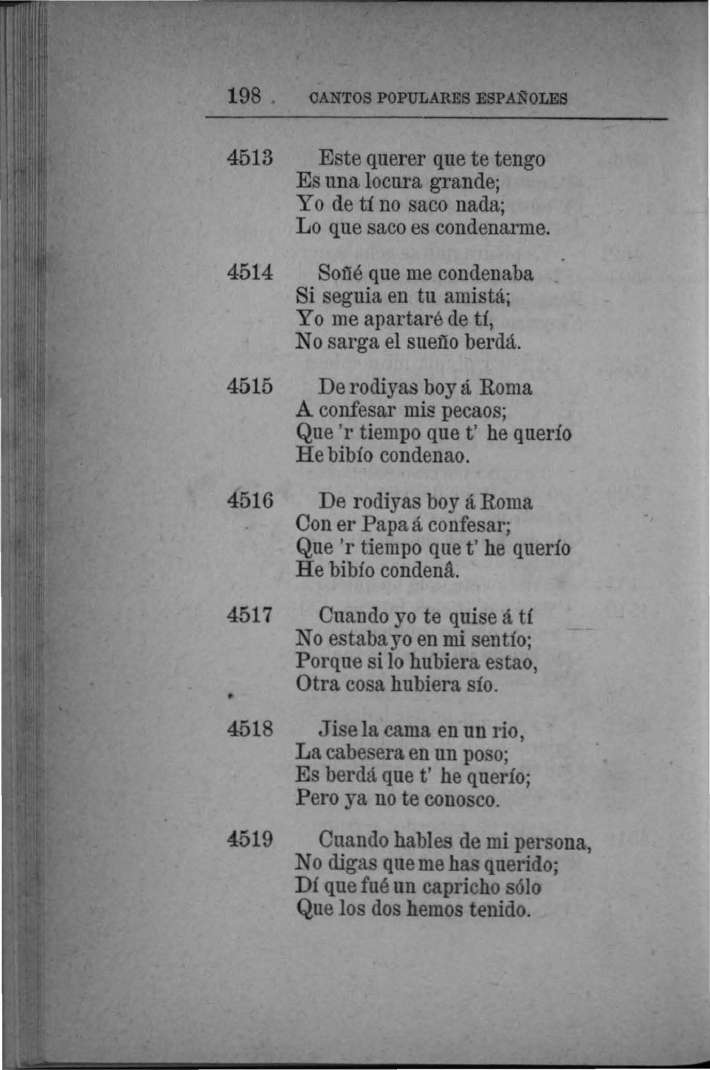 198 CANTOS POPULARES ESPAÑOLES
4513 Este querer que te tengo
Es una locura grande;
Yo de tí no saco nada;
Lo que saco es condenarme.
4514 Soñé que me condenaba
Si seguia en tu amistá;
Yo me apartaré de tí,
No sarga el sueño berdá.
4515 De rodiyas boy á Roma
A confesar mis pecaos;
Que 'r tiempo que t' he querío
He bibío condenao.
4516 De rodiyas boy á Roma
Con er Papa á confesar;
Que 'r tiempo que t' he querío
He bibío condenâ.
4517 Cuando yo te quise á tí
No estaba yo en mi sentío;
Porque si lo hubiera estao,
Otra cosa hubiera sío.
4518 Jise la cama en un rio,
La cabesera en un poso;
Es berdá que t' he querío;
Pero ya no te conosco.
4519 Cuando hables de mi persona,
No digas que me has querido;
Dí que fué un capricho sólo
Que los dos hemos tenido.